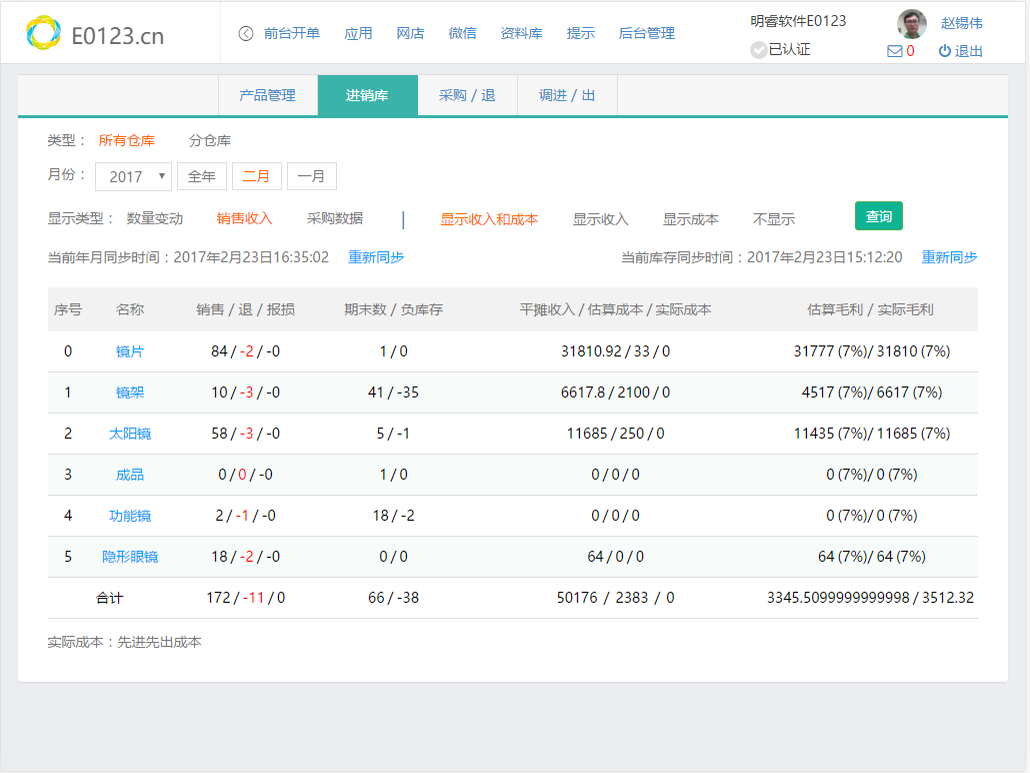 E0123.cn 前台开单 应用 网店 微信 资料库 提示 后台管理 明睿软件E0123 赵锡伟
已认证 0 退出
产品管理 进销库 采购 / 退 调进 / 出
类型： 所有仓库 分仓库
月份： 2017 全年 二月 一月
显示类型： 数量变动 销售收入 采购数据 | 显示收入和成本 显示收入 显示成本 不显示 查询
当前年月同步时间：2017年2月23日16:35:02 重新同步 当前库存同步时间：2017年2月23日15:12:20 重新同步
序号 名称 销售 / 退 / 报损 期末数 / 负库存 平摊收入 / 估算成本 / 实际成本 估算毛利 / 实际毛利
0 镜片 84 / -2 / -0 1 / 0 31810.92 / 33 / 0 31777 (7%)/ 31810 (7%)
1 镜架 10 / -3 / -0 41 / -35 6617.8 / 2100 / 0 4517 (7%)/ 6617 (7%)
2 太阳镜 58 / -3 / -0 5 / -1 11685 / 250 / 0 11435 (7%)/ 11685 (7%)
3 成品 0 / 0 / -0 1 / 0 0 / 0 / 0 0 (7%)/ 0 (7%)
4 功能镜 2 / -1 / -0 18 / -2 0 / 0 / 0 0 (7%)/ 0 (7%)
5 隐形眼镜 18 / -2 / -0 0 / 0 64 / 0 / 0 64 (7%)/ 64 (7%)
合计 172 / -11 / 0 66 / -38 50176 / 2383 / 0 3345.5099999999998 / 3512.32
实际成本：先进先出成本